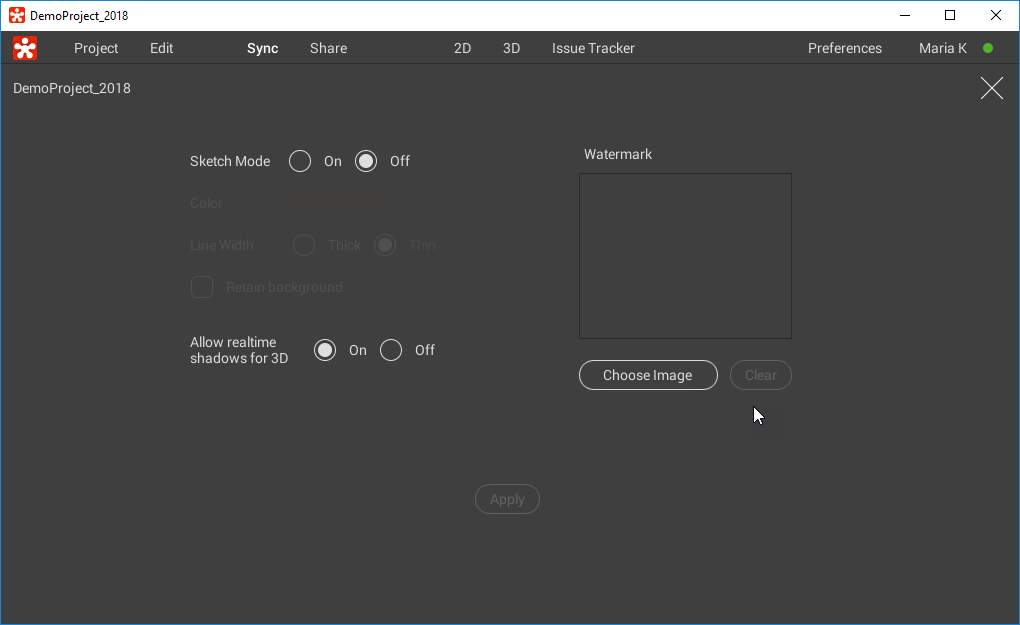 DemoProject_2018
Project Edit Sync Share 2D 3D Issue Tracker Preferences Maria K
DemoProject_2018
Sketch Mode On Off
Color
Line Width Thick Thin
Retain background
Allow realtime
shadows for 3D On Off
Watermark
Choose Image Clear
Apply